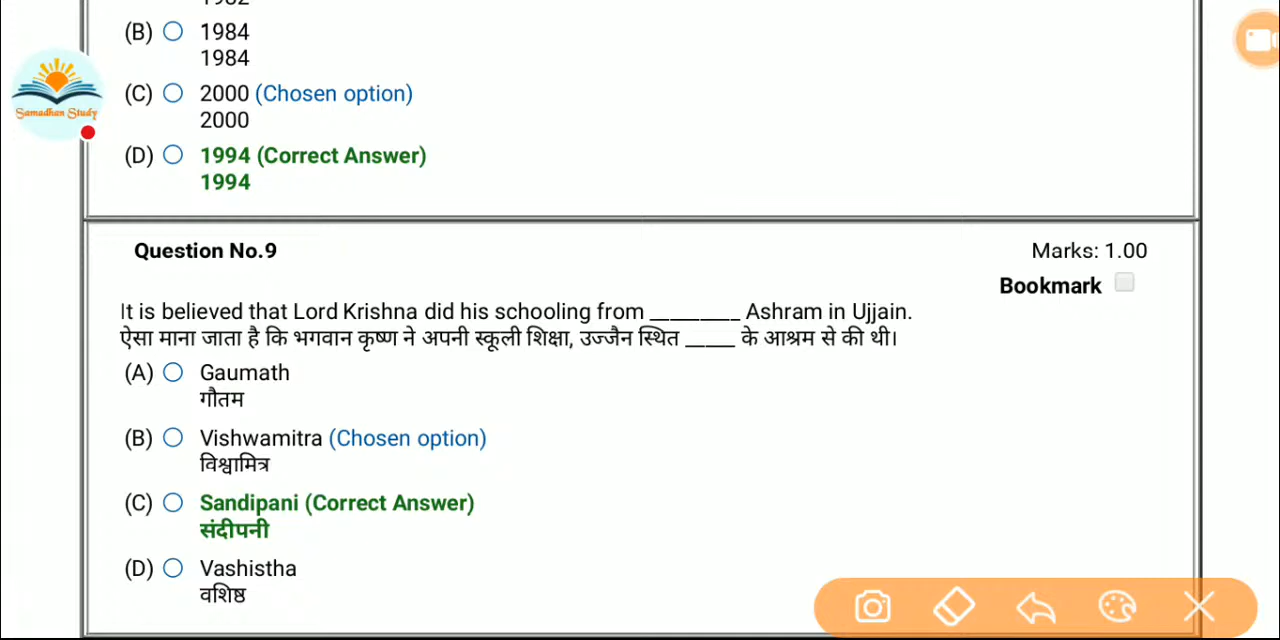 (B) 1984
1984
(C) 2000 (Chosen option)
2000
(D) 1994 (Correct Answer)
1994
Samadhan Study
Question No.9 Marks: 1.00
Bookmark
It is believed that Lord Krishna did his schooling from ________ Ashram in Ujjain.
ऐसा माना जाता है कि भगवान कृष्ण ने अपनी स्कूली शिक्षा, उज्जैन स्थित _____ के आश्रम से की थी।
(A) Gaumath
गौतम
(B) Vishwamitra (Chosen option)
विश्वामित्र
(C) Sandipani (Correct Answer)
संदीपनी
(D) Vashistha
वशिष्ठ